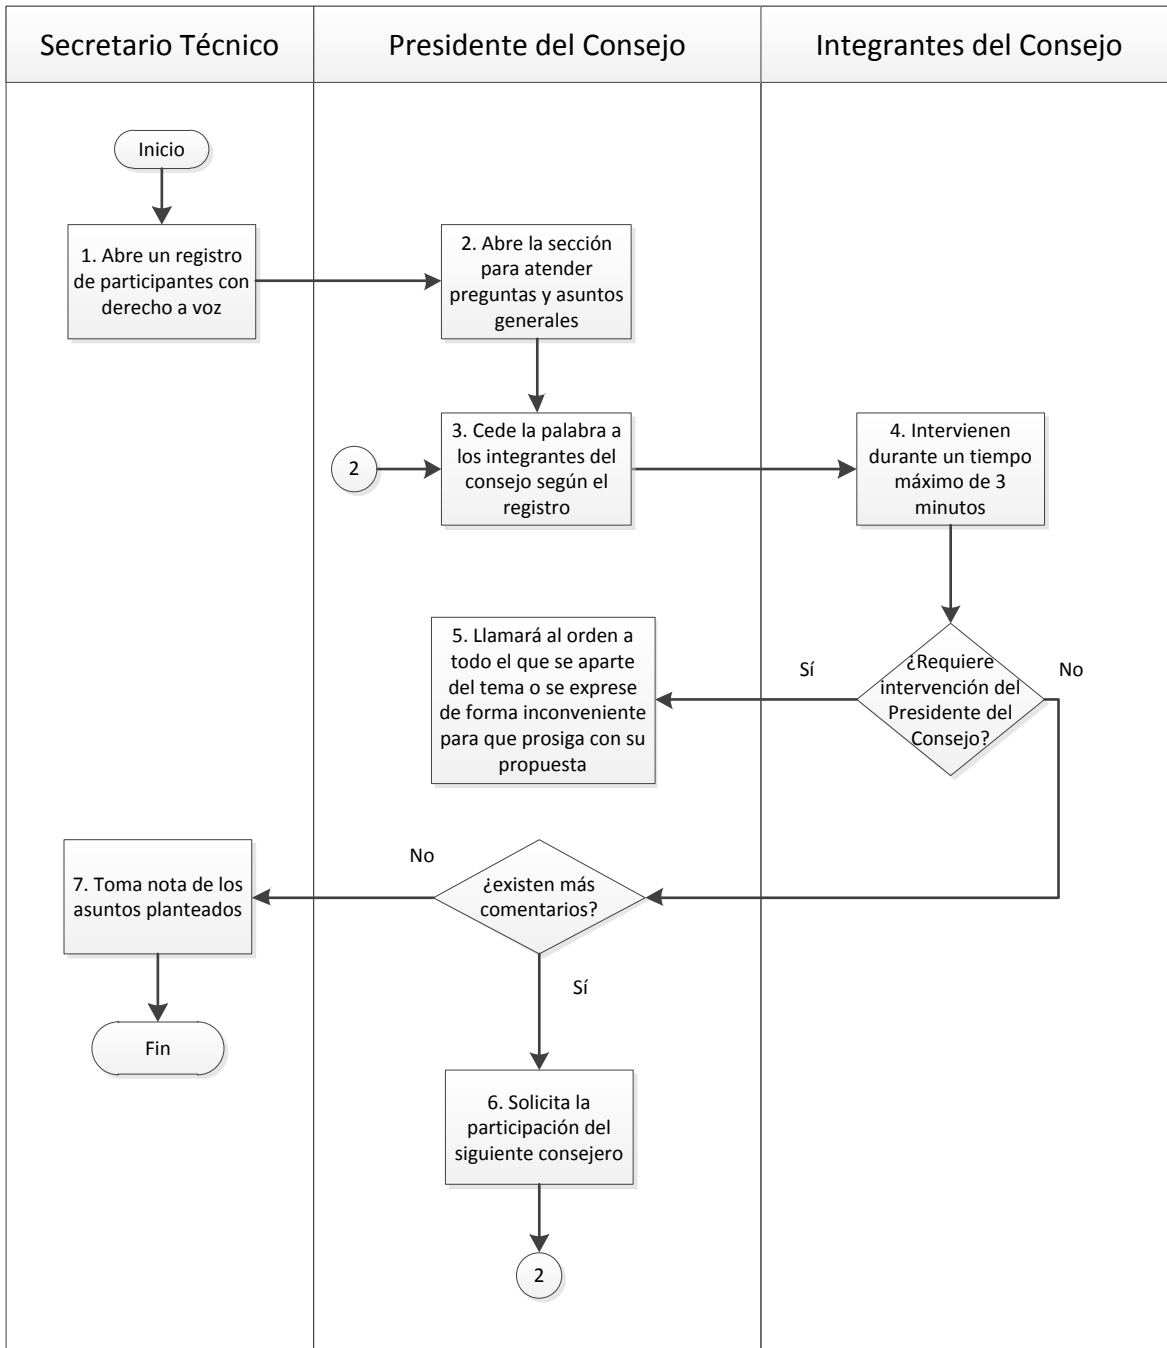 Secretario Técnico
Presidente del Consejo
Integrantes del Consejo
Inicio
1. Abre un registro
de participantes con
derecho a voz
2. Abre la sección
para atender
preguntas y asuntos
generales
2
3. Cede la palabra a
los integrantes del
consejo según el
registro
4. Intervienen
durante un tiempo
máximo de 3
minutos
5. Llamará al orden a
todo el que se aparte
del tema o se exprese
de forma inconveniente
para que prosiga con su
propuesta
Sí
¿Requiere
intervención del
Presidente del
Consejo?
No
7. Toma nota de los
asuntos planteados
No
¿existen más
comentarios?
Sí
Fin
6. Solicita la
participación del
siguiente consejero
2